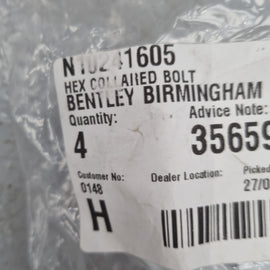 N10241605
HEX COLLARED BOLT
BENTLEY BIRMINGHAM
Quantity: Advice Note:
4 35659
Customer No: Dealer Location: Picked
0148 27/0
H